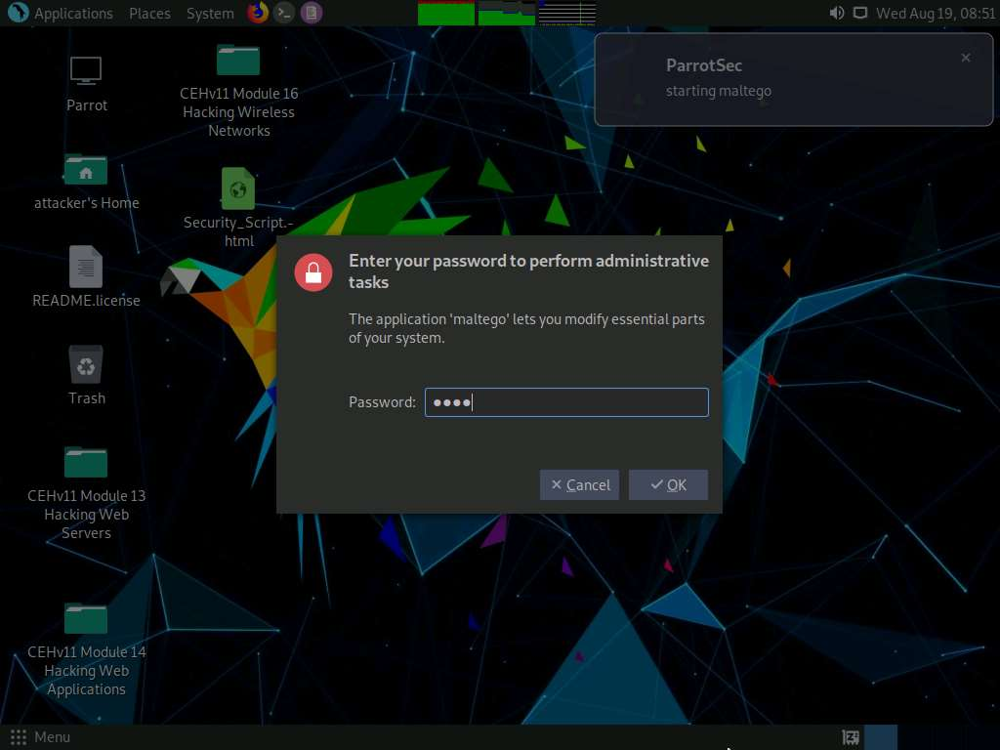 Applications Places System Wed Aug 19, 08:51
ParrotSec
starting maltego
Parrot
CEHv11 Module 16
Hacking Wireless
Networks
attacker's Home
Security_Script.-
html
README.license
Trash
CEHv11 Module 13
Hacking Web
Servers
CEHv11 Module 14
Hacking Web
Applications
Enter your password to perform administrative
tasks
The application 'maltego' lets you modify essential parts
of your system.
Password: ●●●●
Cancel OK
Menu